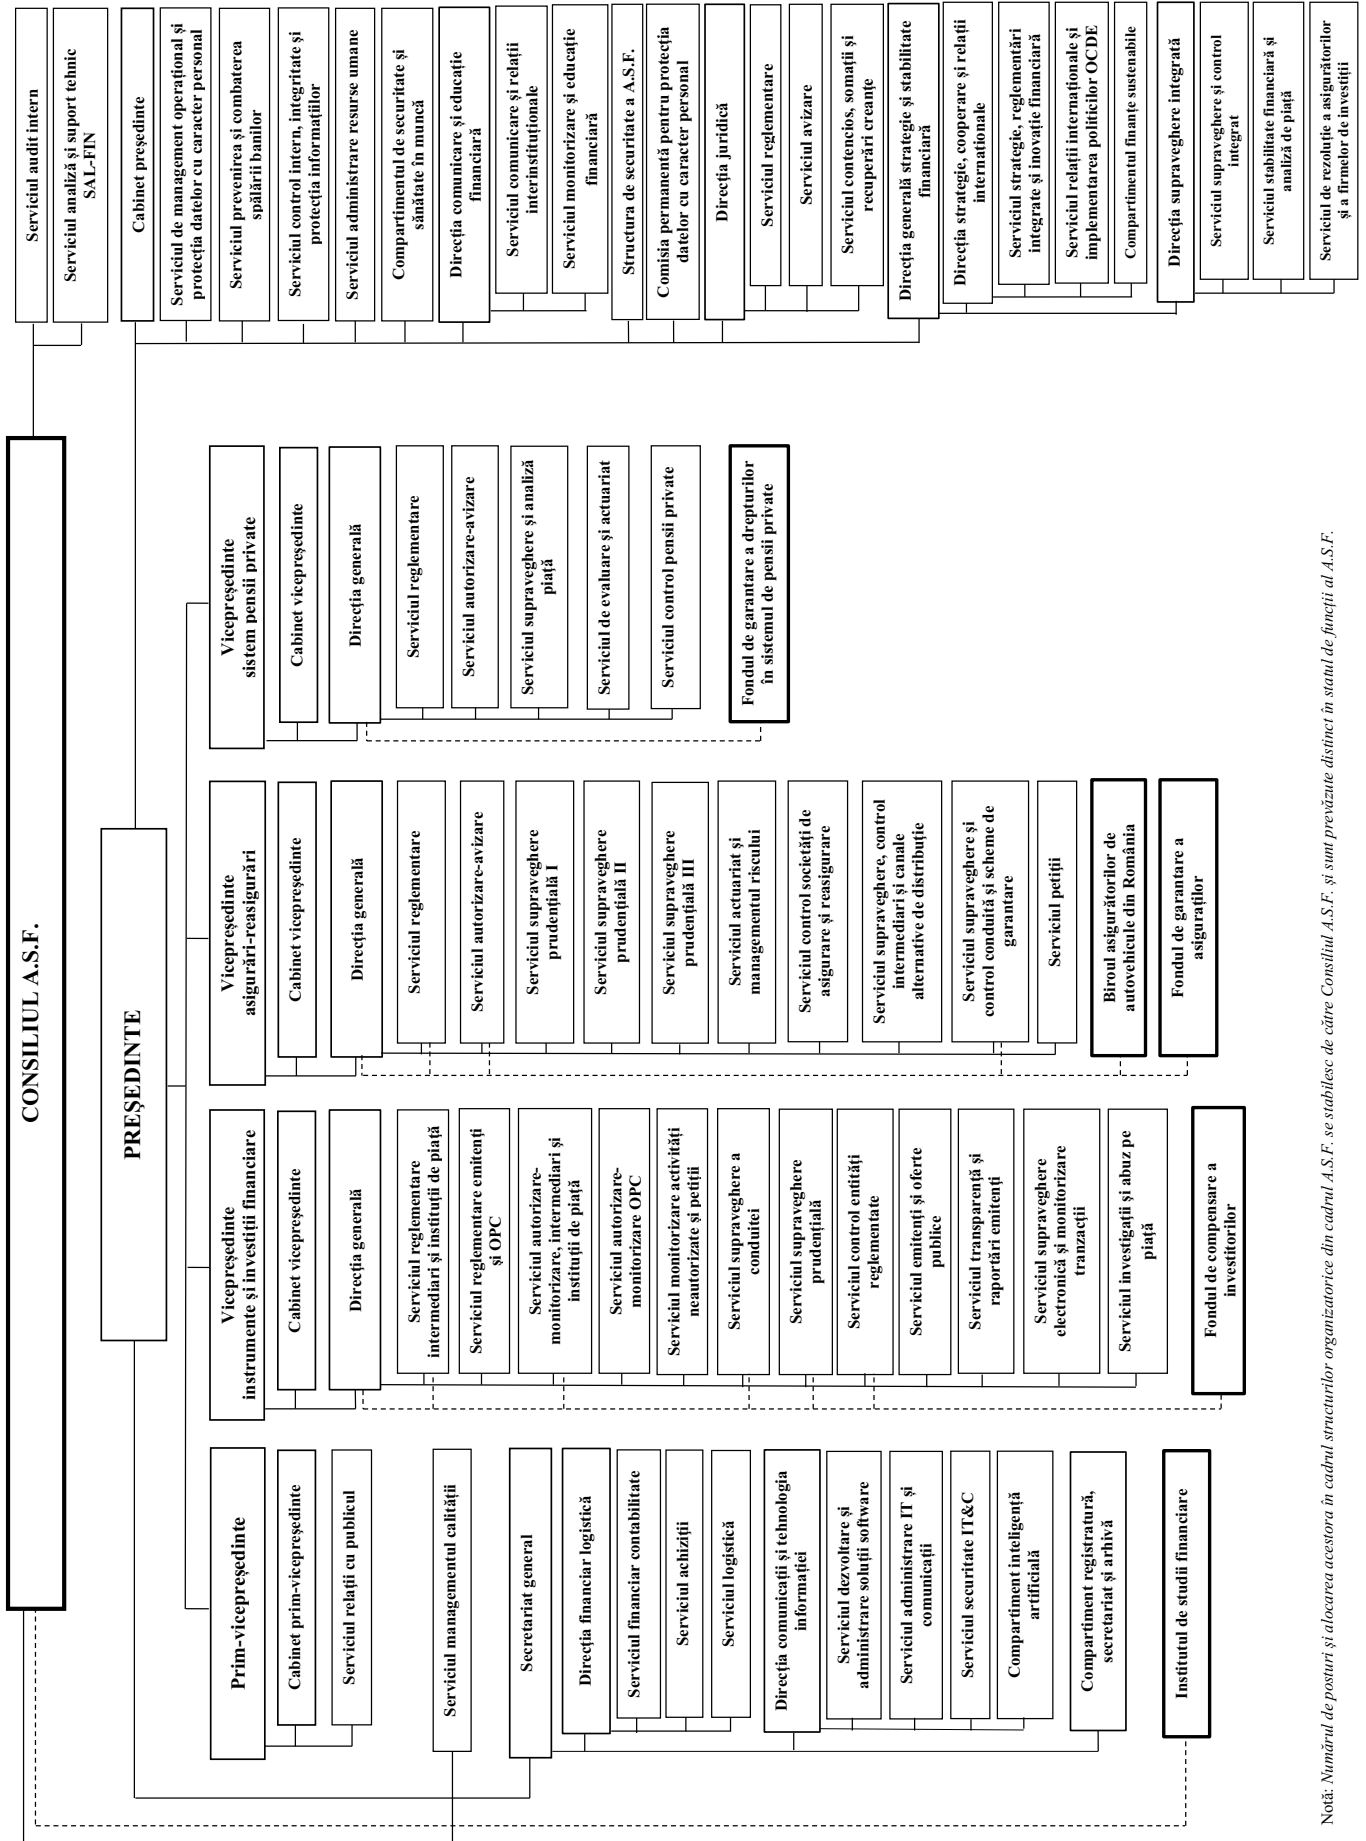 CONSILIUL A.S.F.
PREȘEDINTE
Serviciul audit intern
Serviciul analiză și suport tehnic
SAL-FIN
Cabinet președinte
Serviciul de management operațional și
protecția datelor cu caracter personal
Serviciul prevenirea și combaterea
spălării banilor
Serviciul control intern, integritate și
protecția informațiilor
Serviciul administrare resurse umane
Compartimentul de securitate și
sănătate în muncă
Direcția comunicare și educație
financiară
Serviciul comunicare și relații
interinstituționale
Serviciul monitorizare și educație
financiară
Structura de securitate a A.S.F.
Comisia permanentă pentru protecția
datelor cu caracter personal
Direcția juridică
Serviciul reglementare
Serviciul avizare
Serviciul contencios, somații și
recuperări creanțe
Direcția generală strategie și stabilitate
financiară
Direcția strategie, cooperare și relații
internaționale
Serviciul strategie, reglementări
integrate și inovație financiară
Serviciul relații internaționale și
implementarea politicilor OCDE
Compartimentul finanțe sustenabile
Direcția supraveghere integrată
Serviciul supraveghere și control
integrat
Serviciul stabilitate financiară și
analiză de piață
Serviciul de rezoluție a asigurătorilor
și a firmelor de investiții
Prim-vicepreședinte
Cabinet prim-vicepreședinte
Serviciul relații cu publicul
Serviciul managementul calității
Secretariat general
Direcția financiar logistică
Serviciul financiar contabilitate
Serviciul achiziții
Serviciul logistică
Direcția comunicații și tehnologia
informației
Serviciul dezvoltare și
administrare soluții software
Serviciul administrare IT și
comunicații
Serviciul securitate IT&C
Compartiment inteligență
artificială
Compartiment registratură,
secretariat și arhivă
Institutul de studii financiare
Vicepreședinte
instrumente și investiții financiare
Cabinet vicepreședinte
Direcția generală
Serviciul reglementare
intermediari și instituții de piață
Serviciul reglementare emitenți
și OPC
Serviciul autorizare-
monitorizare, intermediari și
instituții de piață
Serviciul autorizare-
monitorizare OPC
Serviciul monitorizare activități
neautorizate și petiții
Serviciul supraveghere a
conduitei
Serviciul supraveghere
prudențială
Serviciul control entități
reglementate
Serviciul emitenți și oferte
publice
Serviciul transparență și
raportări emitenți
Serviciul supraveghere
electronică și monitorizare
tranzacții
Serviciul investigații și abuz pe
piață
Fondul de compensare a
investitorilor
Vicepreședinte
asigurări-reasigurări
Cabinet vicepreședinte
Direcția generală
Serviciul reglementare
Serviciul autorizare-avizare
Serviciul supraveghere
prudențială I
Serviciul supraveghere
prudențială II
Serviciul supraveghere
prudențială III
Serviciul actuariat și
managementul riscului
Serviciul control societăți de
asigurare și reasigurare
Serviciul supraveghere, control
intermediari și canale
alternative de distribuție
Serviciul supraveghere și
control conduită și scheme de
garantare
Serviciul petiții
Biroul asigurătorilor de
autovehicule din România
Fondul de garantare a
asiguraților
Vicepreședinte
sistem pensii private
Cabinet vicepreședinte
Direcția generală
Serviciul reglementare
Serviciul autorizare-avizare
Serviciul supraveghere și analiză
piață
Serviciul de evaluare și actuariat
Serviciul control pensii private
Fondul de garantare a drepturilor
în sistemul de pensii private
Notă: Numărul de posturi și alocarea acestora în cadrul structurilor organizatorice din cadrul A.S.F. se stabilesc de către Consiliul A.S.F. și sunt prevăzute distinct în statul de funcții al A.S.F.